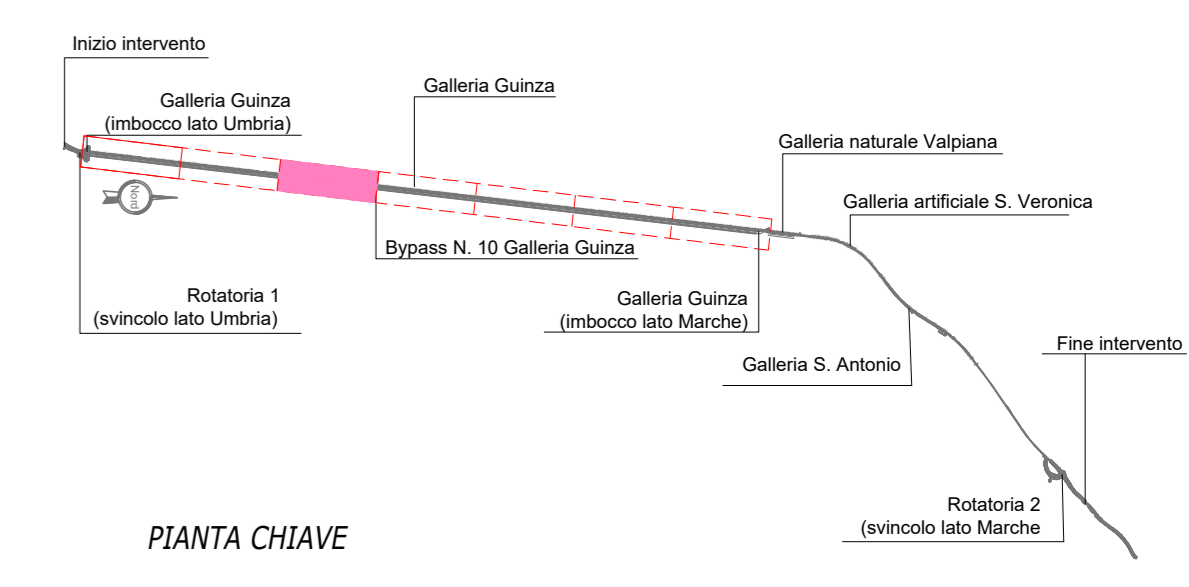 Inizio intervento
Galleria Guinza
(imbocco lato Umbria)
Galleria Guinza
Galleria naturale Valpiana
Galleria artificiale S. Veronica
Nord
Bypass N. 10 Galleria Guinza
Rotatoria 1
(svincolo lato Umbria)
Galleria Guinza
(imbocco lato Marche)
Galleria S. Antonio
Fine intervento
Rotatoria 2
(svincolo lato Marche
PIANTA CHIAVE